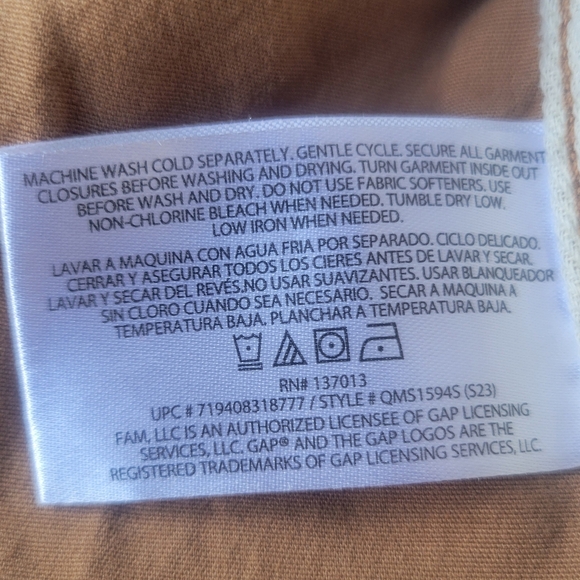 MACHINE WASH COLD SEPARATELY. GENTLE CYCLE. SECURE ALL GARMENT
CLOSURES BEFORE WASHING AND DRYING. TURN GARMENT INSIDE OUT
BEFORE WASH AND DRY. DO NOT USE FABRIC SOFTENERS. USE
NON-CHLORINE BLEACH WHEN NEEDED. TUMBLE DRY LOW.
LOW IRON WHEN NEEDED.
LAVAR A MAQUINA CON AGUA FRIA POR SEPARADO. CICLO DELICADO.
CERRAR Y ASEGURAR TODOS LOS CIERES ANTES DE LAVAR Y SECAR.
LAVAR Y SECAR DEL REVÉS.NO USAR SUAVIZANTES. USAR BLANQUEADOR
SIN CLORO CUANDO SEA NECESARIO. SECAR A MAQUINA A
TEMPERATURA BAJA. PLANCHAR A TEMPERATURA BAJA.
RN# 137013
UPC # 719408318777 / STYLE # QMS1594S (S23)
FAM, LLC IS AN AUTHORIZED LICENSEE OF GAP LICENSING
SERVICES, LLC. GAP® AND THE GAP LOGOS ARE THE
REGISTERED TRADEMARKS OF GAP LICENSING SERVICES, LLC.